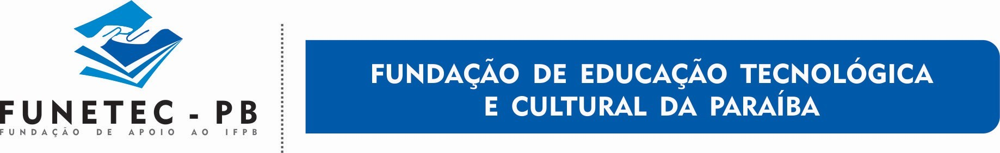 FUNETEC - PB
FUNDAÇÃO DE APOIO AO IFPB
FUNDAÇÃO DE EDUCAÇÃO TECNOLÓGICA
E CULTURAL DA PARAÍBA